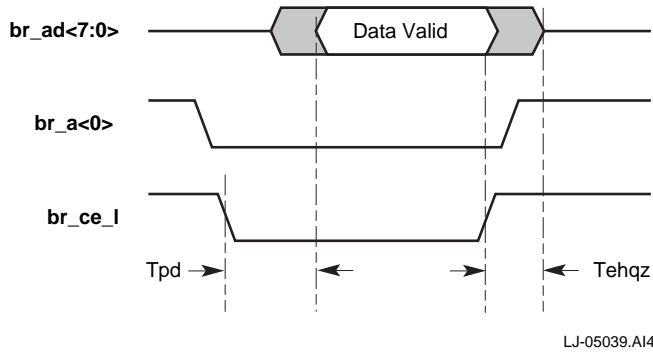 br_ad<7:0>
Data Valid
br_a<0>
br_ce_l
Tpd
Tehqz
LJ-05039.AI4